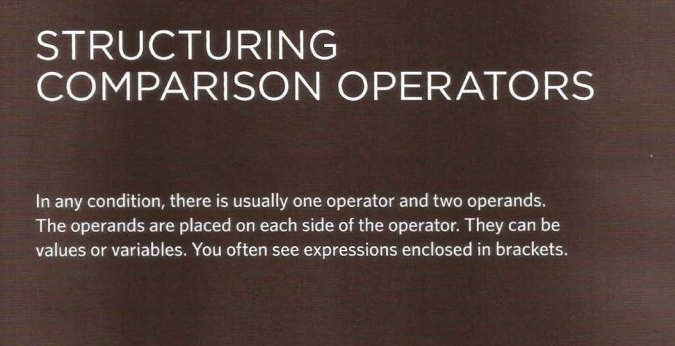 STRUCTURING
COMPARISON OPERATORS
In any condition, there is usually one operator and two operands.
The operands are placed on each side of the operator. They can be
values or variables. You often see expressions enclosed in brackets.